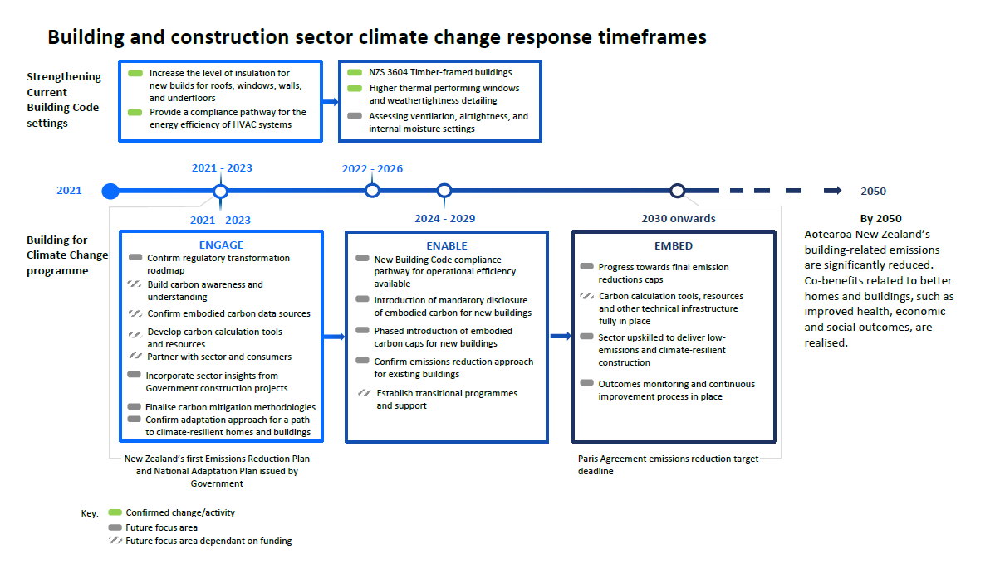 Building and construction sector climate change response timeframes
Strengthening
Current
Building Code
settings
Increase the level of insulation for
new builds for roofs, windows, walls,
and underfloors
Provide a compliance pathway for the
energy efficiency of HVAC systems
NZS 3604 Timber-framed buildings
Higher thermal performing windows
and weathertightness detailing
Assessing ventilation, airtightness, and
internal moisture settings
2021 - 2023
2022 - 2026
2021
2050
2021 - 2023
2024 - 2029
2030 onwards
Building for
Climate Change
programme
ENGAGE
Confirm regulatory transformation
roadmap
Build carbon awareness and
understanding
Confirm embodied carbon data sources
Develop carbon calculation tools
and resources
Partner with sector and consumers
Incorporate sector insights from
Government construction projects
Finalise carbon mitigation methodologies
Confirm adaptation approach for a path
to climate-resilient homes and buildings
ENABLE
New Building Code compliance
pathway for operational efficiency
available
Introduction of mandatory disclosure
of embodied carbon for new buildings
Phased introduction of embodied
carbon caps for new buildings
Confirm emissions reduction approach
for existing buildings
Establish transitional programmes
and support
EMBED
Progress towards final emission
reductions caps
Carbon calculation tools, resources
and other technical infrastructure
fully in place
Sector upskilled to deliver low-
emissions and climate-resilient
construction
Outcomes monitoring and continuous
improvement process in place
By 2050
Aotearoa New Zealand's
building-related emissions
are significantly reduced.
Co-benefits related to better
homes and buildings, such as
improved health, economic
and social outcomes, are
realised.
New Zealand's first Emissions Reduction Plan
and National Adaptation Plan issued by
Government
Paris Agreement emissions reduction target
deadline
Key:
Confirmed change/activity
Future focus area
Future focus area dependant on funding